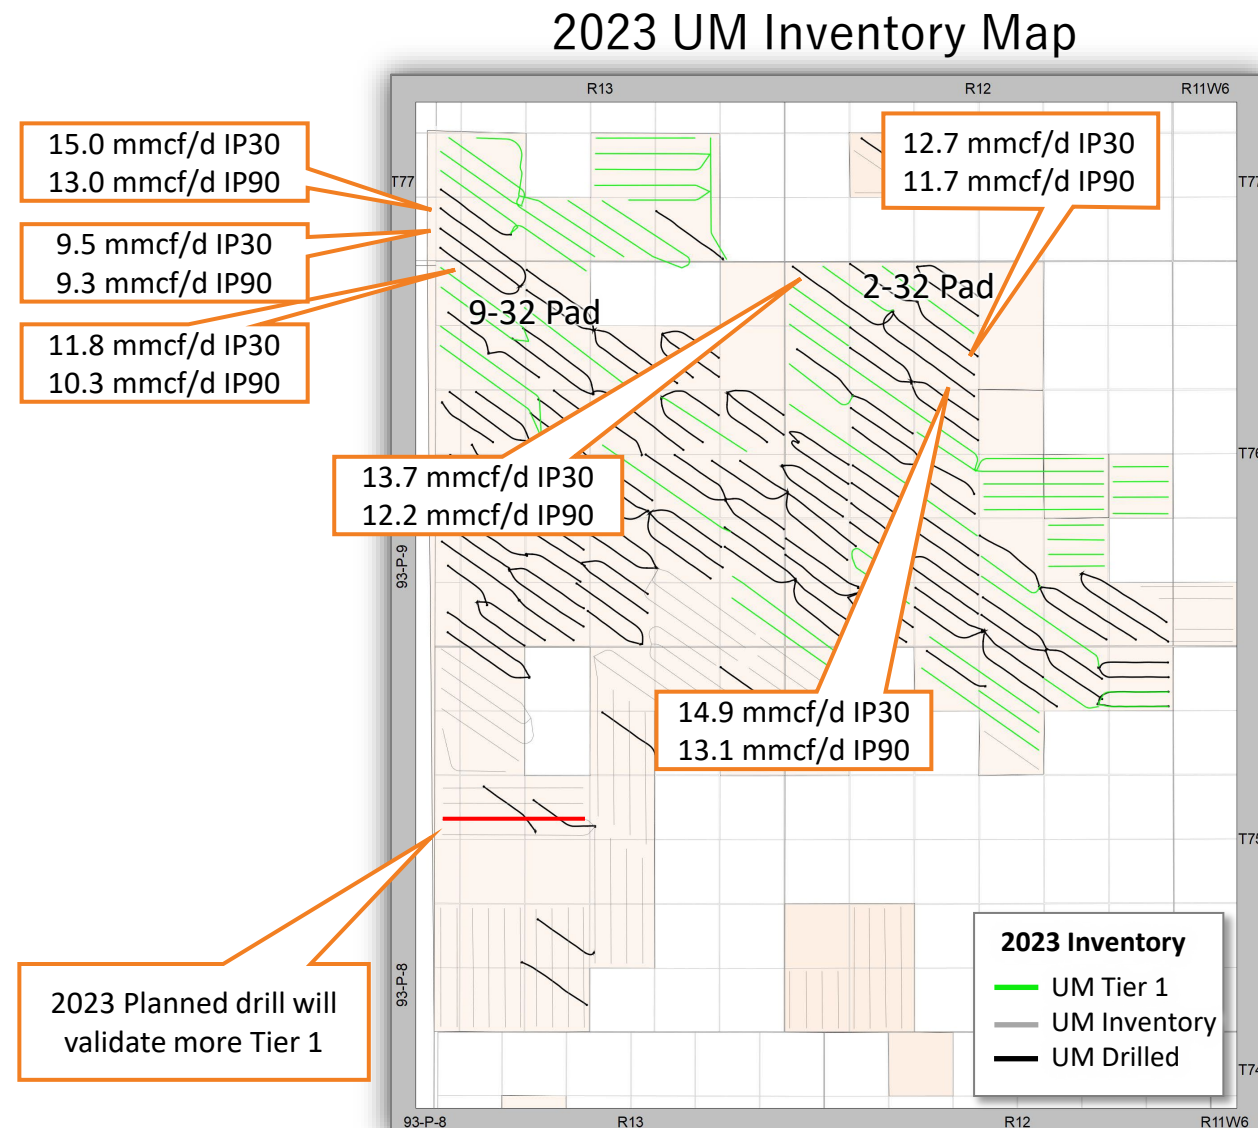 2023 UM Inventory Map
R13
R12
R11W6
15.0 mmcf/d IP30
13.0 mmcf/d IP90
12.7 mmcf/d IP30
11.7 mmcf/d IP90
T77
T77
9.5 mmcf/d IP30
9.3 mmcf/d IP90
9-32 Pad
2-32 Pad
11.8 mmcf/d IP30
10.3 mmcf/d IP90
T76
13.7 mmcf/d IP30
12.2 mmcf/d IP90
93-P-9
14.9 mmcf/d IP30
13.1 mmcf/d IP90
T75
2023 Planned drill will
validate more Tier 1
93-P-8
2023 Inventory
UM Tier 1
UM Inventory
UM Drilled
T74
93-P-8
R13
R12
R11W6